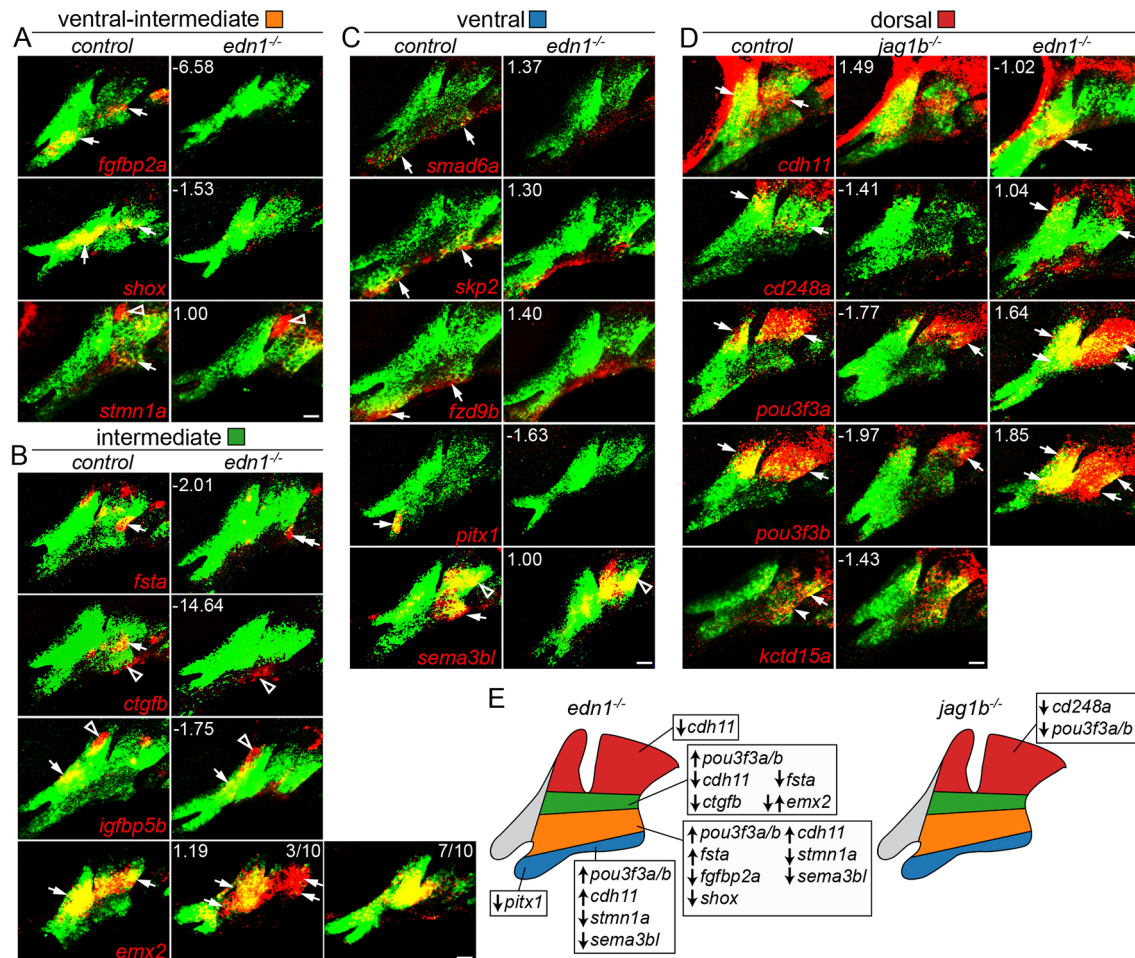 ventral-intermediate
A
control edn1-/-
-6.58
fgfbp2a
-1.53
shox
1.00
stmn1a
intermediate
B
control edn1-/-
-2.01
fsta
-14.64
ctgfb
-1.75
igfbp5b
1.19 3/10 7/10
emx2
ventral
C
control edn1-/-
1.37
smad6a
1.30
skp2
1.40
fzd9b
-1.63
pitx1
1.00
sema3bl
dorsal
D
control jag1b-/- edn1-/-
1.49 -1.02
cdh11
-1.41 1.04
cd248a
-1.77 1.64
pou3f3a
-1.97 1.85
pou3f3b
-1.43
kctd15a
E
edn1-/-
↓cdh11
↑pou3f3a/b
↓cdh11 ↓fsta
↓ctgfb ↓↑emx2
↑pou3f3a/b ↑cdh11
↑fsta ↓stmn1a
↓fgfbp2a ↓sema3bl
↓shox
↓pitx1
↑pou3f3a/b
↑cdh11
↓stmn1a
↓sema3bl
jag1b-/-
↓cd248a
↓pou3f3a/b